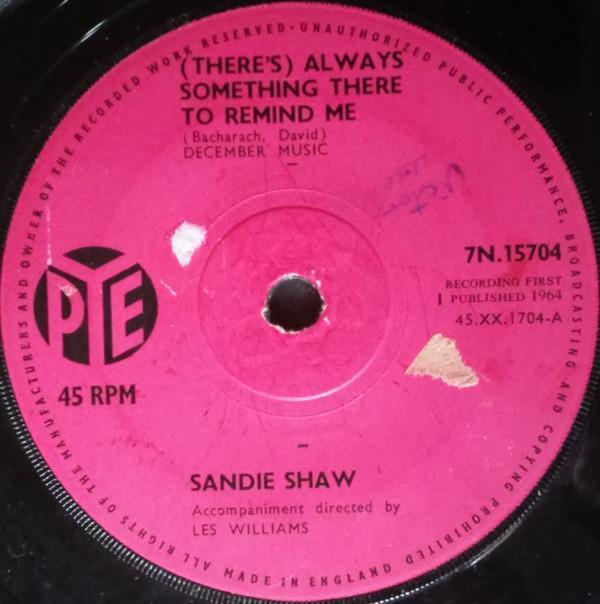 ALL RIGHTS OF THE MANUFACTURERS AND OWNER OF THE RECORDED WORK RESERVED · UNAUTHORIZED PUBLIC PERFORMANCE, BROADCASTING AND COPYING PROHIBITED
(THERE'S) ALWAYS
SOMETHING THERE
TO REMIND ME
(Bacharach, David)
DECEMBER MUSIC
Victor
7N.15704
RECORDING FIRST
1 PUBLISHED 1964
45.XX.1704-A
PYE
45 RPM
SANDIE SHAW
Accompaniment directed by
LES WILLIAMS
MADE IN ENGLAND